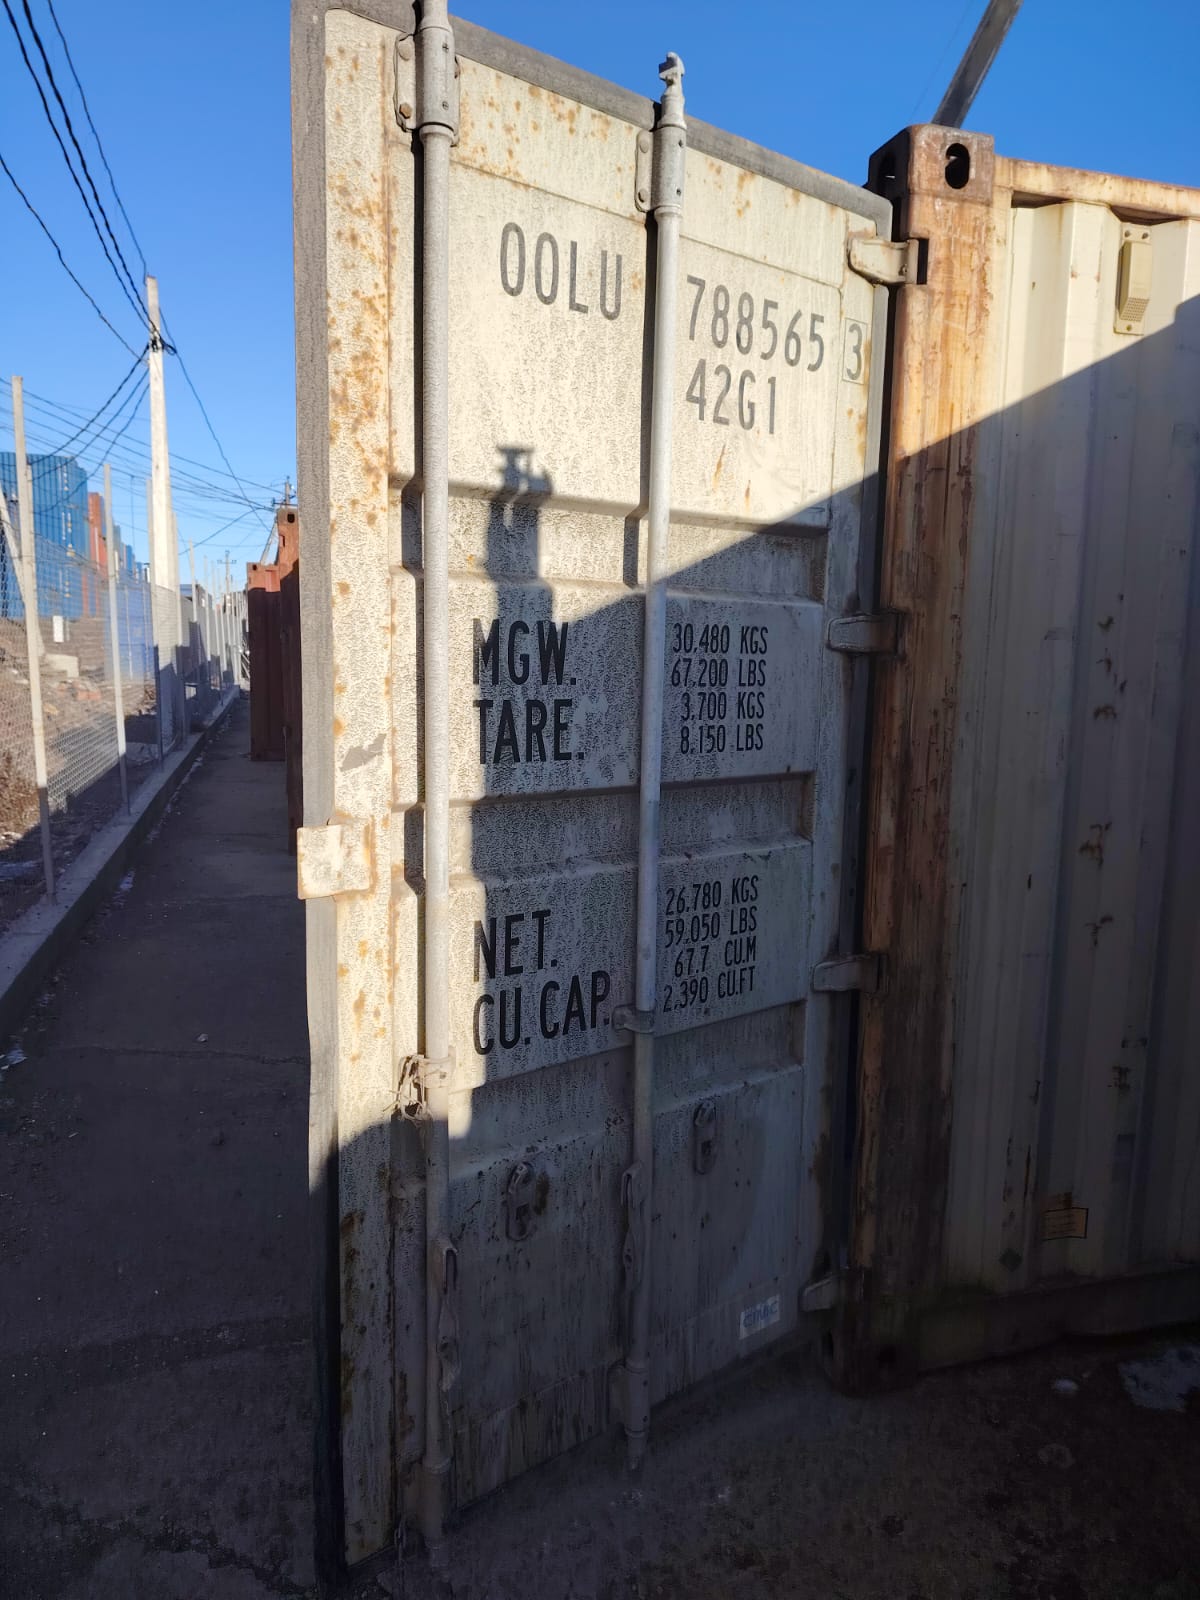 OOLU 788565 3
42G1
MGW. 30.480 KGS
67.200 LBS
TARE. 3.700 KGS
8.150 LBS
NET. 26.780 KGS
59.050 LBS
CU.CAP. 67.7 CU.M
2.390 CU.FT
CIMC